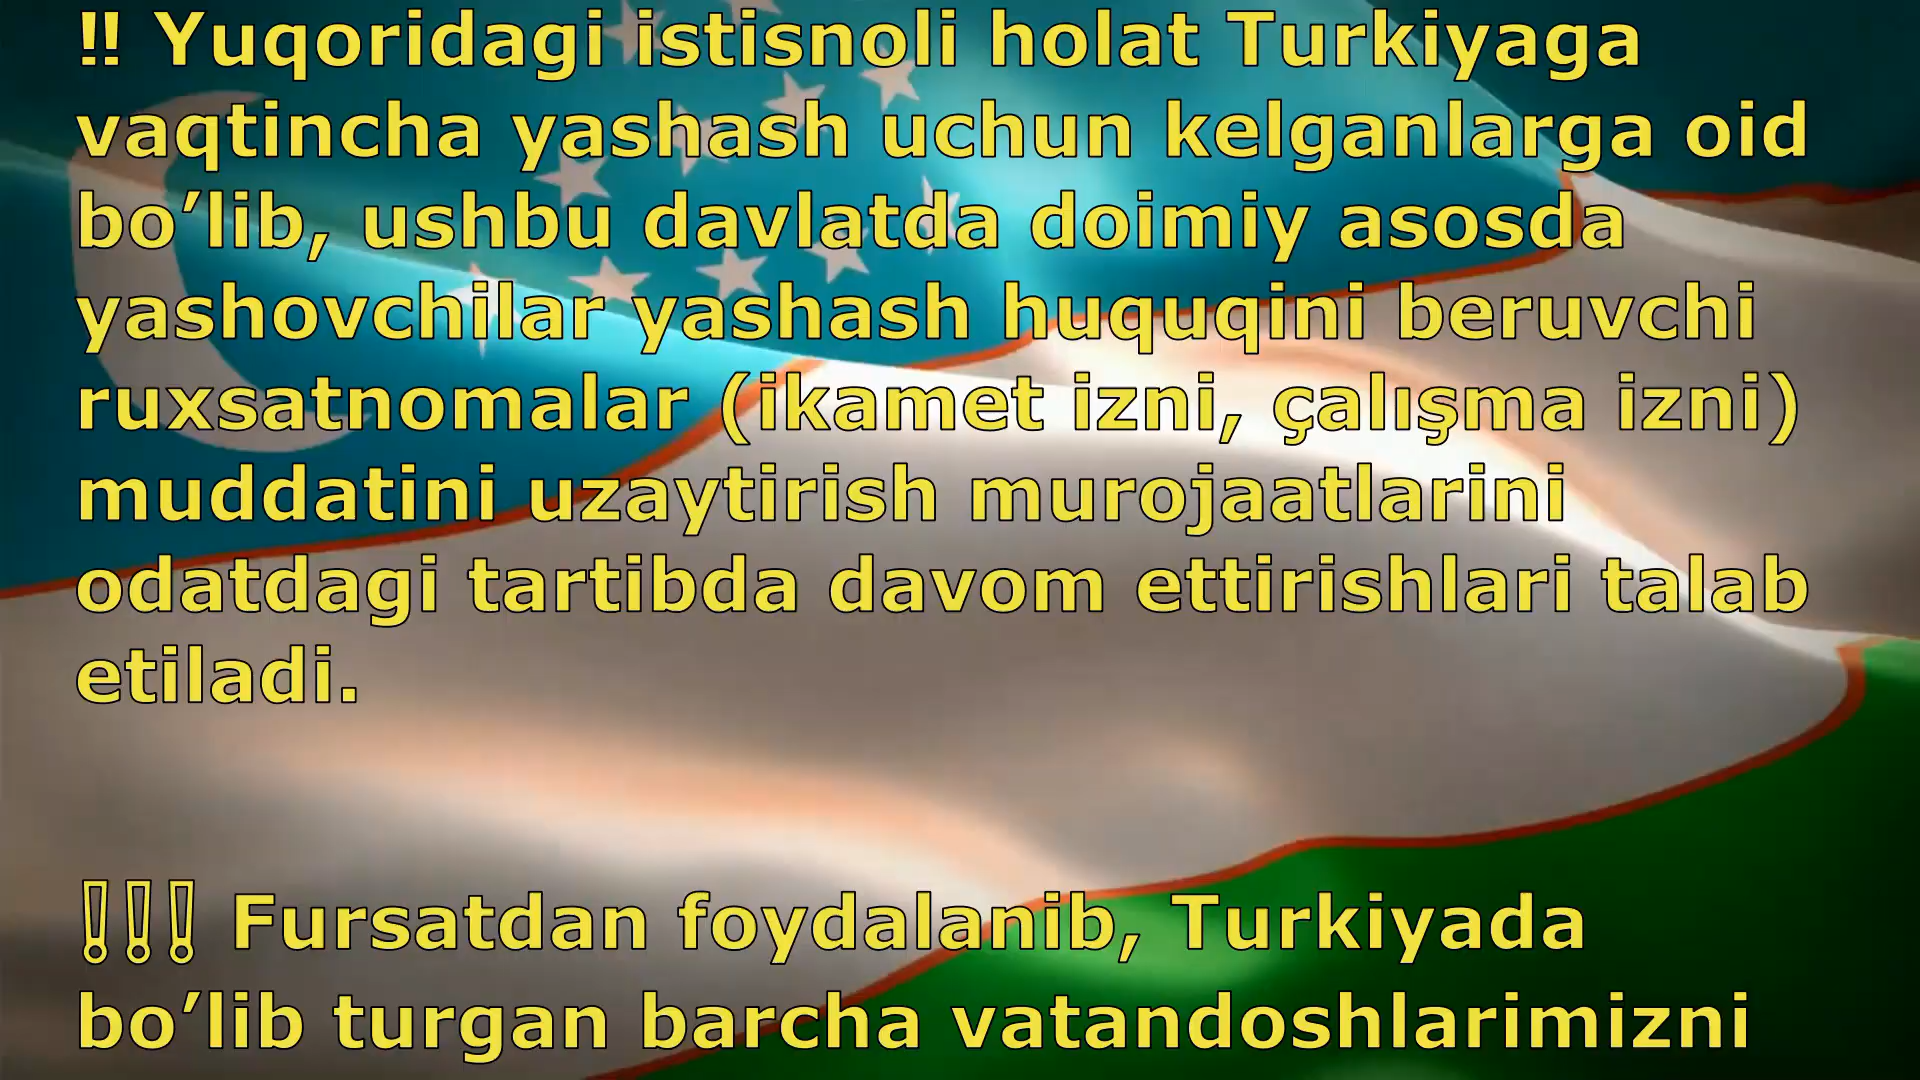 ‼ Yuqoridagi istisnoli holat Turkiyaga
vaqtincha yashash uchun kelganlarga oid
bo’lib, ushbu davlatda doimiy asosda
yashovchilar yashash huquqini beruvchi
ruxsatnomalar (ikamet izni, çalışma izni)
muddatini uzaytirish murojaatlarini
odatdagi tartibda davom ettirishlari talab
etiladi.
❕❕❕ Fursatdan foydalanib, Turkiyada
bo’lib turgan barcha vatandoshlarimizni